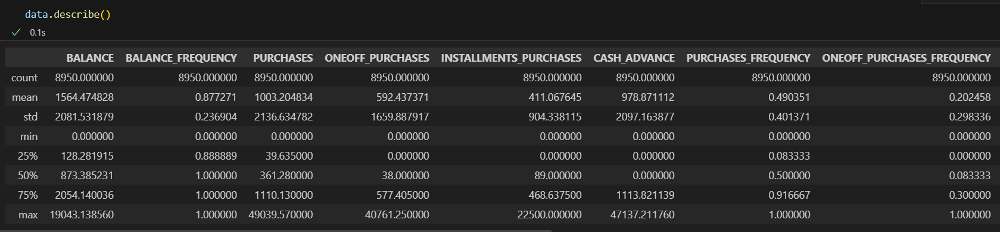 data.describe()
0.1s
BALANCE BALANCE_FREQUENCY PURCHASES ONEOFF_PURCHASES INSTALLMENTS_PURCHASES CASH_ADVANCE PURCHASES_FREQUENCY ONEOFF_PURCHASES_FREQUENCY
count 8950.000000 8950.000000 8950.000000 8950.000000 8950.000000 8950.000000 8950.000000 8950.000000
mean 1564.474828 0.877271 1003.204834 592.437371 411.067645 978.871112 0.490351 0.202458
std 2081.531879 0.236904 2136.634782 1659.887917 904.338115 2097.163877 0.401371 0.298336
min 0.000000 0.000000 0.000000 0.000000 0.000000 0.000000 0.000000 0.000000
25% 128.281915 0.888889 39.635000 0.000000 0.000000 0.000000 0.083333 0.000000
50% 873.385231 1.000000 361.280000 38.000000 89.000000 0.000000 0.500000 0.083333
75% 2054.140036 1.000000 1110.130000 577.405000 468.637500 1113.821139 0.916667 0.300000
max 19043.138560 1.000000 49039.570000 40761.250000 22500.000000 47137.211760 1.000000 1.000000